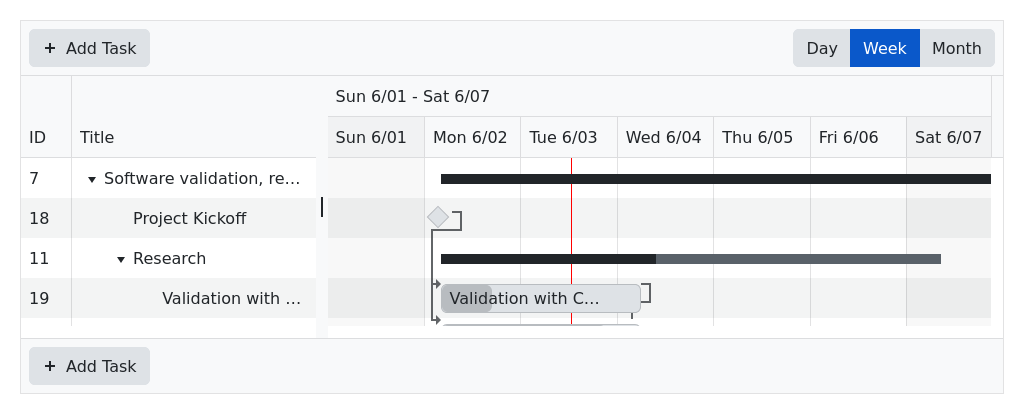 + Add Task
Day Week Month
Sun 6/01 - Sat 6/07
ID Title Sun 6/01 Mon 6/02 Tue 6/03 Wed 6/04 Thu 6/05 Fri 6/06 Sat 6/07
7 Software validation, re...
18 Project Kickoff
11 Research
19 Validation with ... Validation with C...
+ Add Task